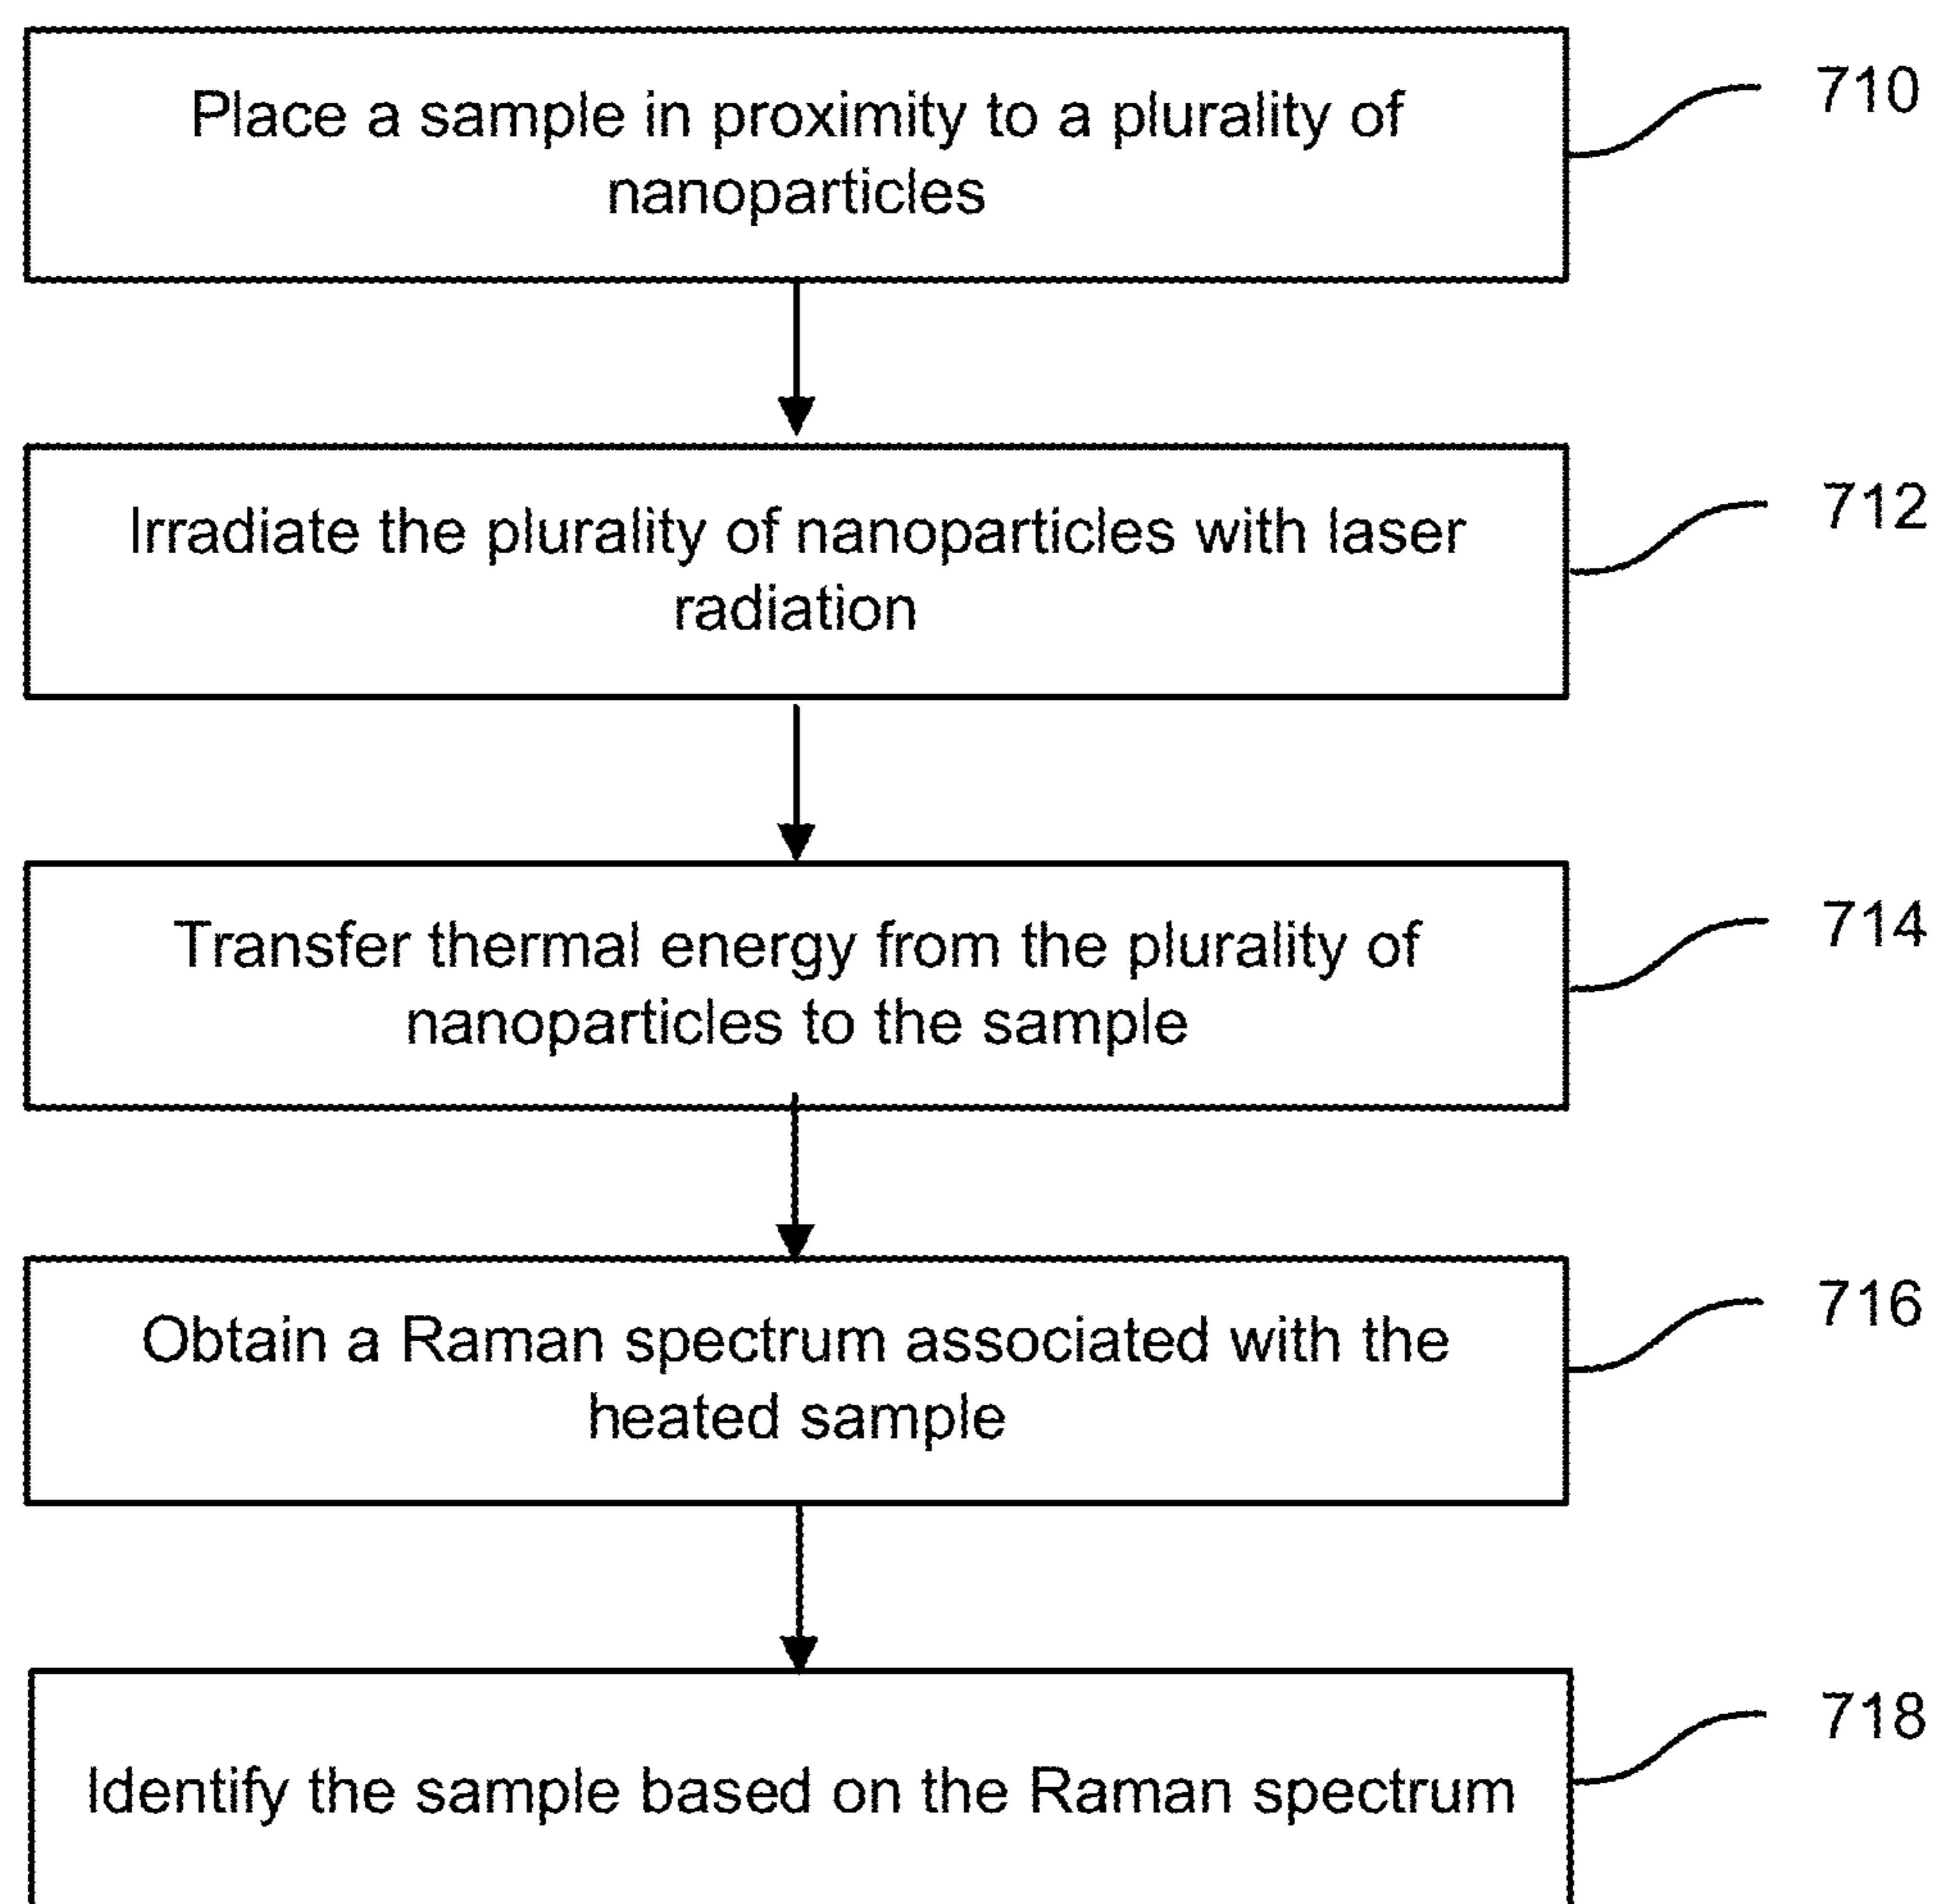 Place a sample in proximity to a plurality of
nanoparticles
710
Irradiate the plurality of nanoparticles with laser
radiation
712
Transfer thermal energy from the plurality of
nanoparticles to the sample
714
Obtain a Raman spectrum associated with the
heated sample
716
Identify the sample based on the Raman spectrum
718